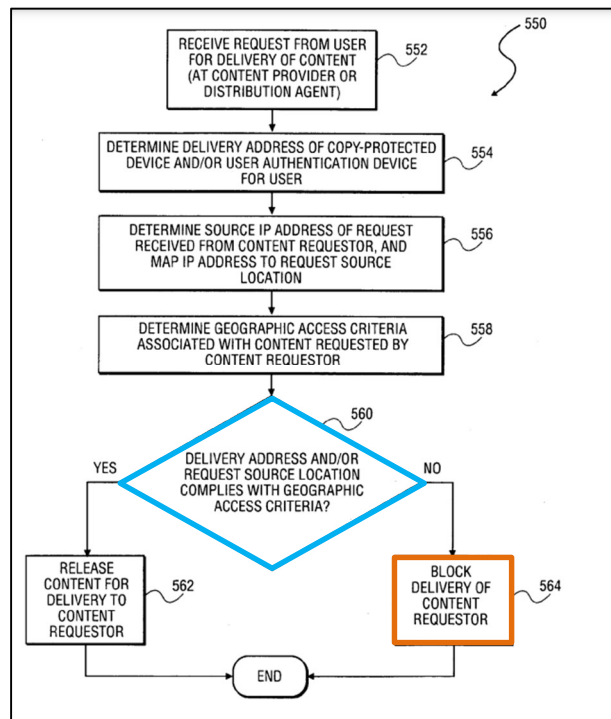 550
RECEIVE REQUEST FROM USER
FOR DELIVERY OF CONTENT
(AT CONTENT PROVIDER OR
DISTRIBUTION AGENT)
552
DETERMINE DELIVERY ADDRESS OF COPY-PROTECTED
DEVICE AND/OR USER AUTHENTICATION DEVICE
FOR USER
554
DETERMINE SOURCE IP ADDRESS OF REQUEST
RECEIVED FROM CONTENT REQUESTOR, AND
MAP IP ADDRESS TO REQUEST SOURCE
LOCATION
556
DETERMINE GEOGRAPHIC ACCESS CRITERIA
ASSOCIATED WITH CONTENT REQUESTED BY
CONTENT REQUESTOR
558
560
DELIVERY ADDRESS AND/OR
REQUEST SOURCE LOCATION
COMPLIES WITH GEOGRAPHIC
ACCESS CRITERIA?
YES
NO
RELEASE
CONTENT FOR
DELIVERY TO
CONTENT
REQUESTOR
562
BLOCK
DELIVERY OF
CONTENT
REQUESTOR
564
END